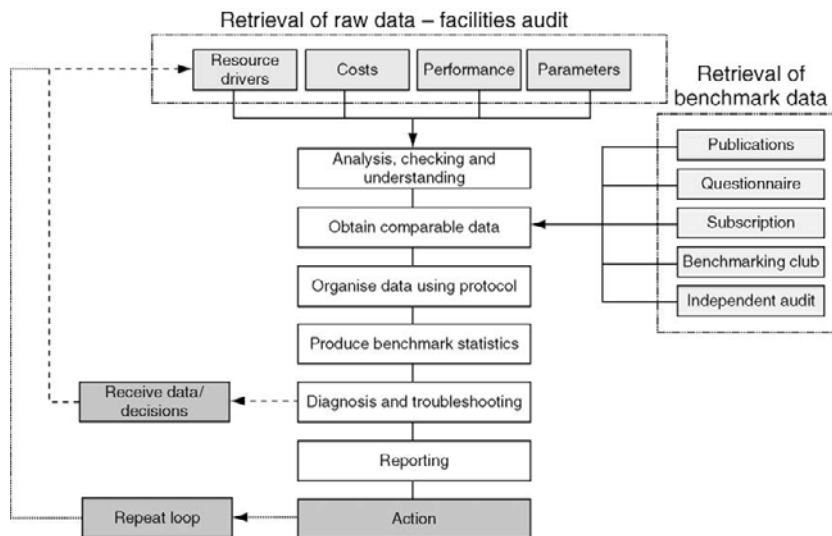 Retrieval of raw data – facilities audit
Resource
drivers
Costs
Performance
Parameters
Retrieval of
benchmark data
Publications
Questionnaire
Subscription
Benchmarking club
Independent audit
Analysis, checking and
understanding
Obtain comparable data
Organise data using protocol
Produce benchmark statistics
Receive data/
decisions
Diagnosis and troubleshooting
Reporting
Repeat loop
Action